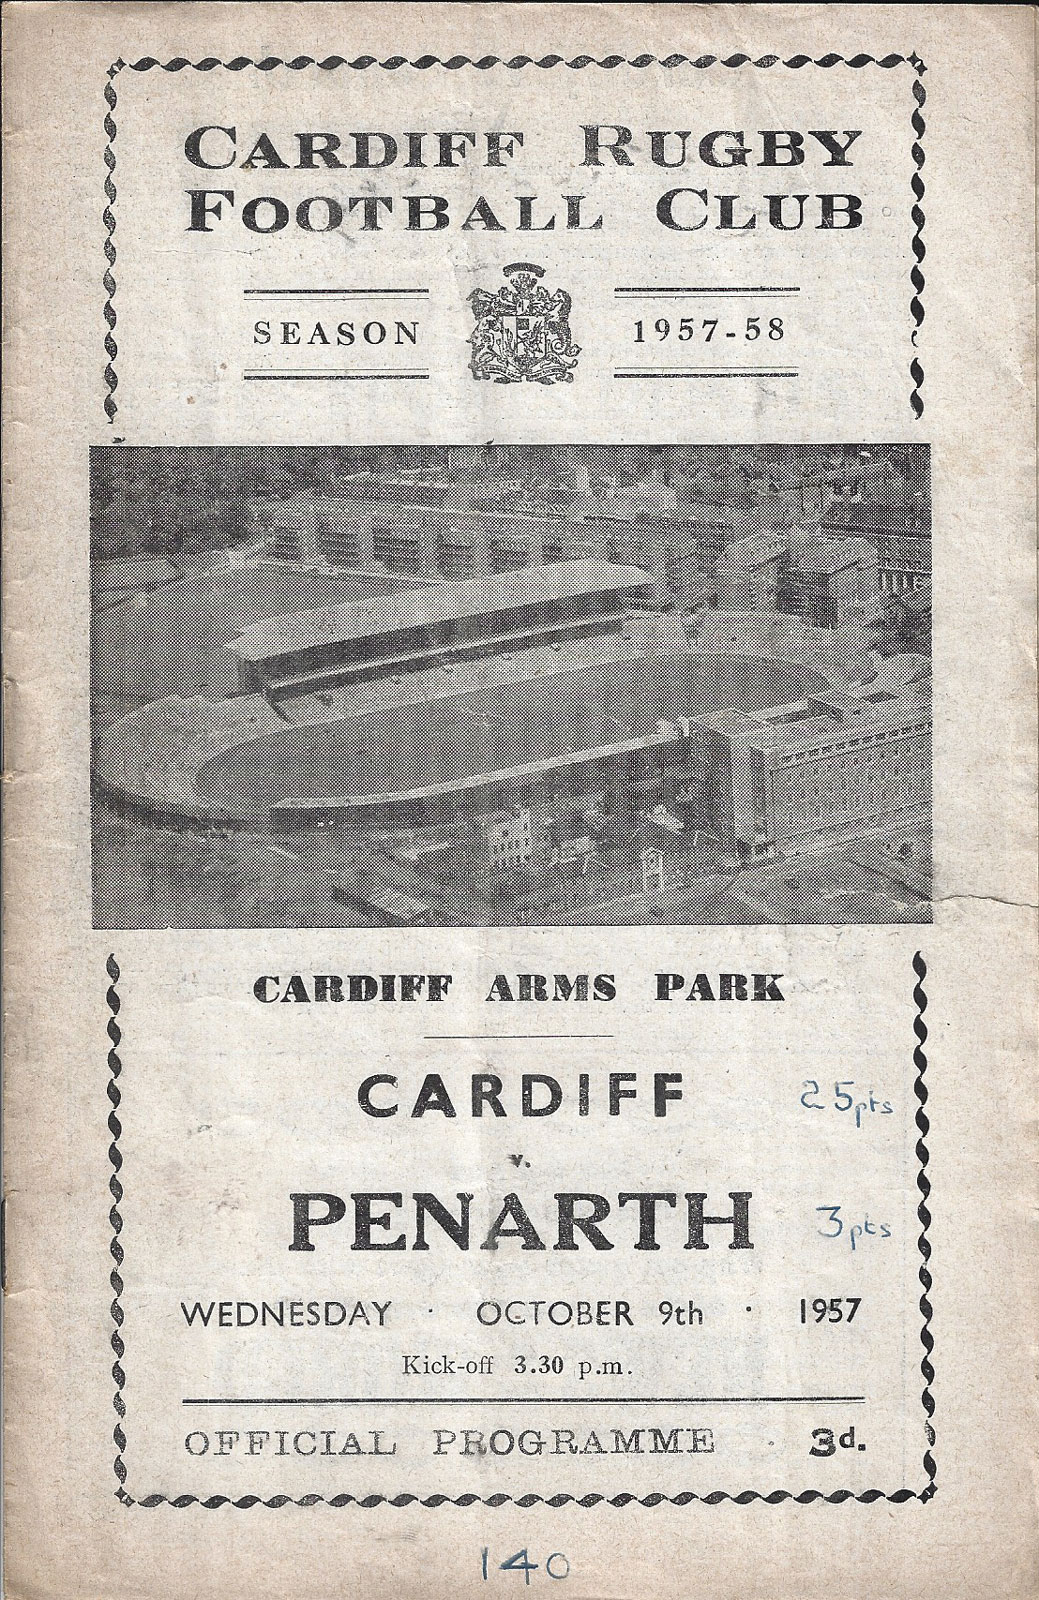 CARDIFF RUGBY
FOOTBALL CLUB
SEASON 1957-58
CARDIFF ARMS PARK
CARDIFF 25pts
v.
PENARTH 3pts
WEDNESDAY · OCTOBER 9th · 1957
Kick-off 3.30 p.m.
OFFICIAL PROGRAMME · 3d.
140